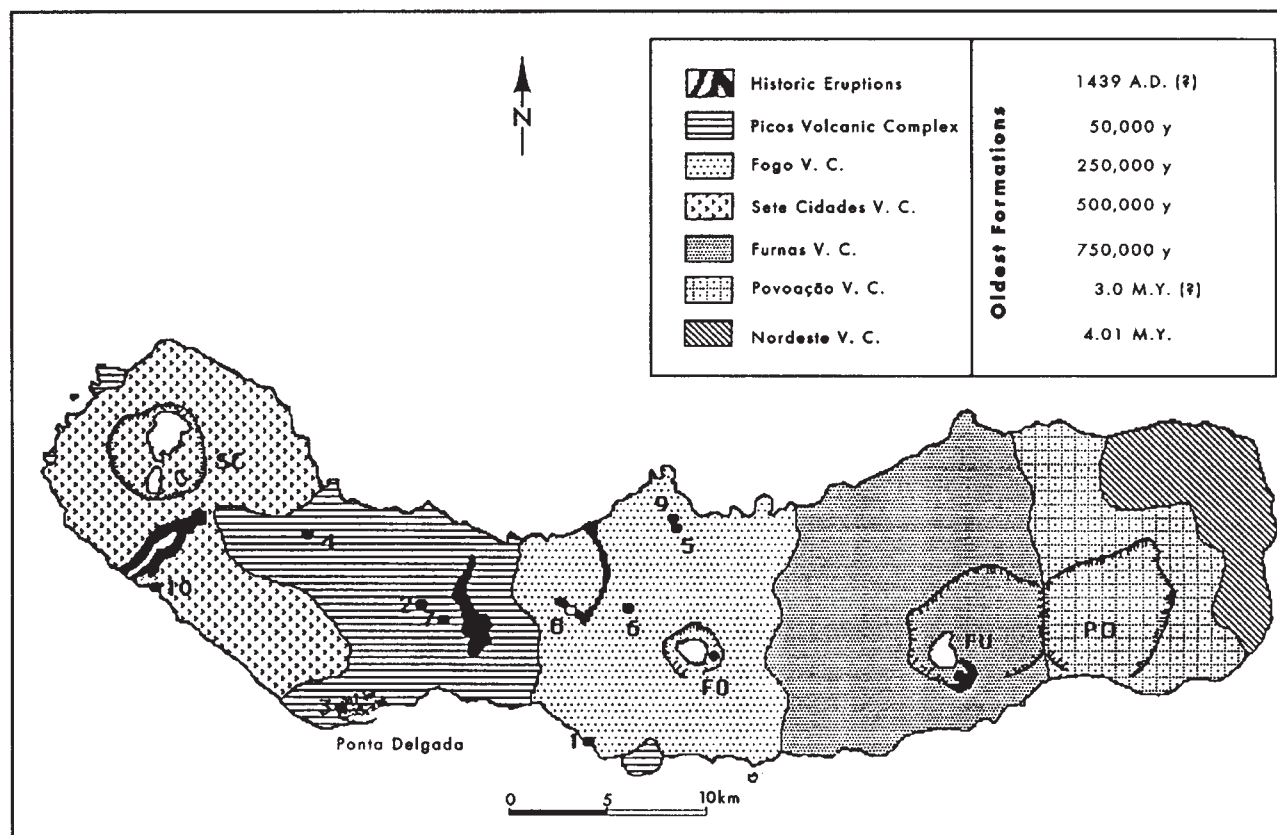 N
Historic Eruptions 1439 A.D. (?)
Picos Volcanic Complex 50,000 y
Fogo V. C. 250,000 y
Sete Cidades V. C. 500,000 y
Furnas V. C. 750,000 y
Povoação V. C. 3.0 M.Y. (?)
Nordeste V. C. 4.01 M.Y.
Oldest Formations
SC
9
5
4
10
2
7
8
6
FO
FU
PO
3
Ponta Delgada
1
0 5 10km